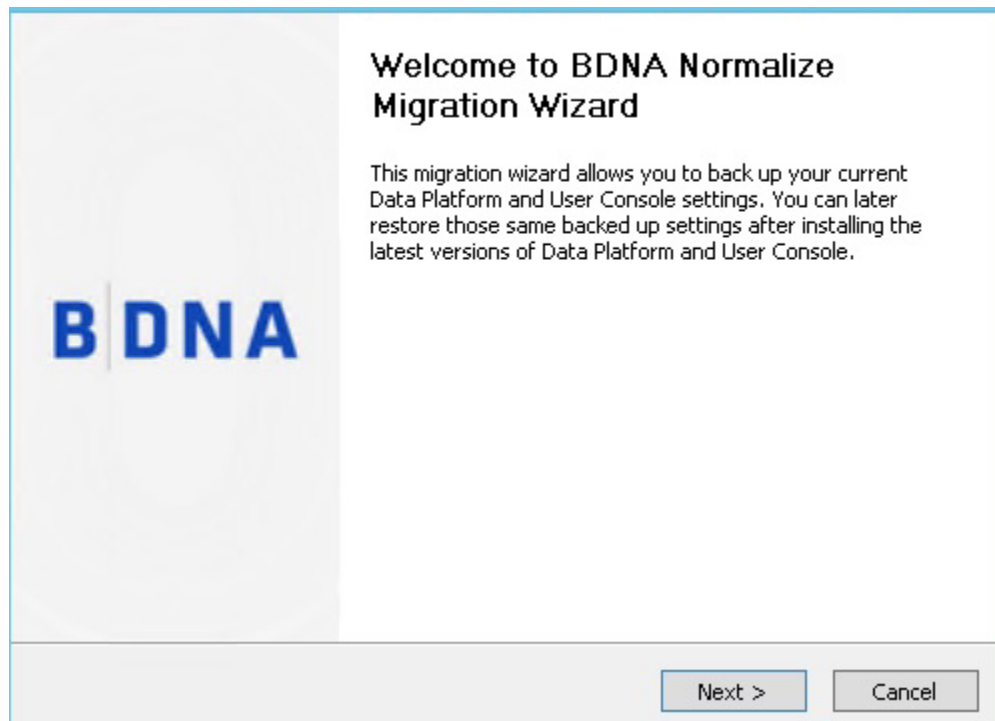 Welcome to BDNA Normalize
Migration Wizard
This migration wizard allows you to back up your current
Data Platform and User Console settings. You can later
restore those same backed up settings after installing the
latest versions of Data Platform and User Console.
BDNA
Next >
Cancel